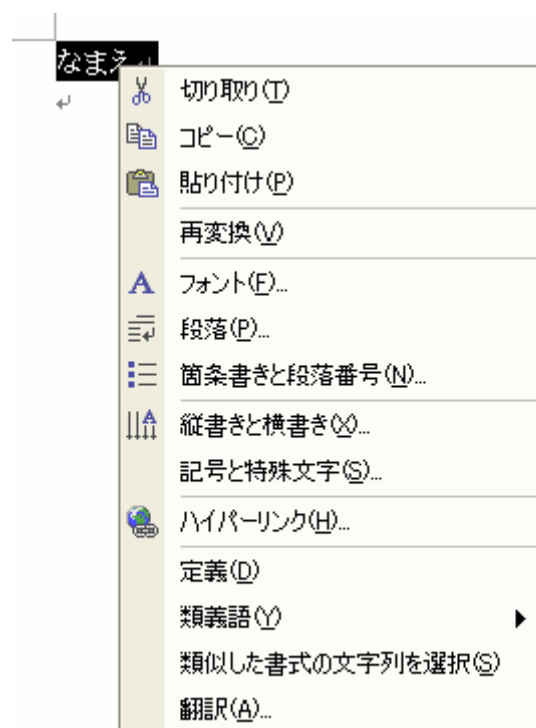 なまえ↵
↵
切り取り(T)
コピー(C)
貼り付け(P)
再変換(V)
フォント(F)...
段落(P)...
箇条書きと段落番号(N)...
縦書きと横書き(X)...
記号と特殊文字(S)...
ハイパーリンク(H)...
定義(D)
類義語(Y)
類似した書式の文字列を選択(S)
翻訳(A)...